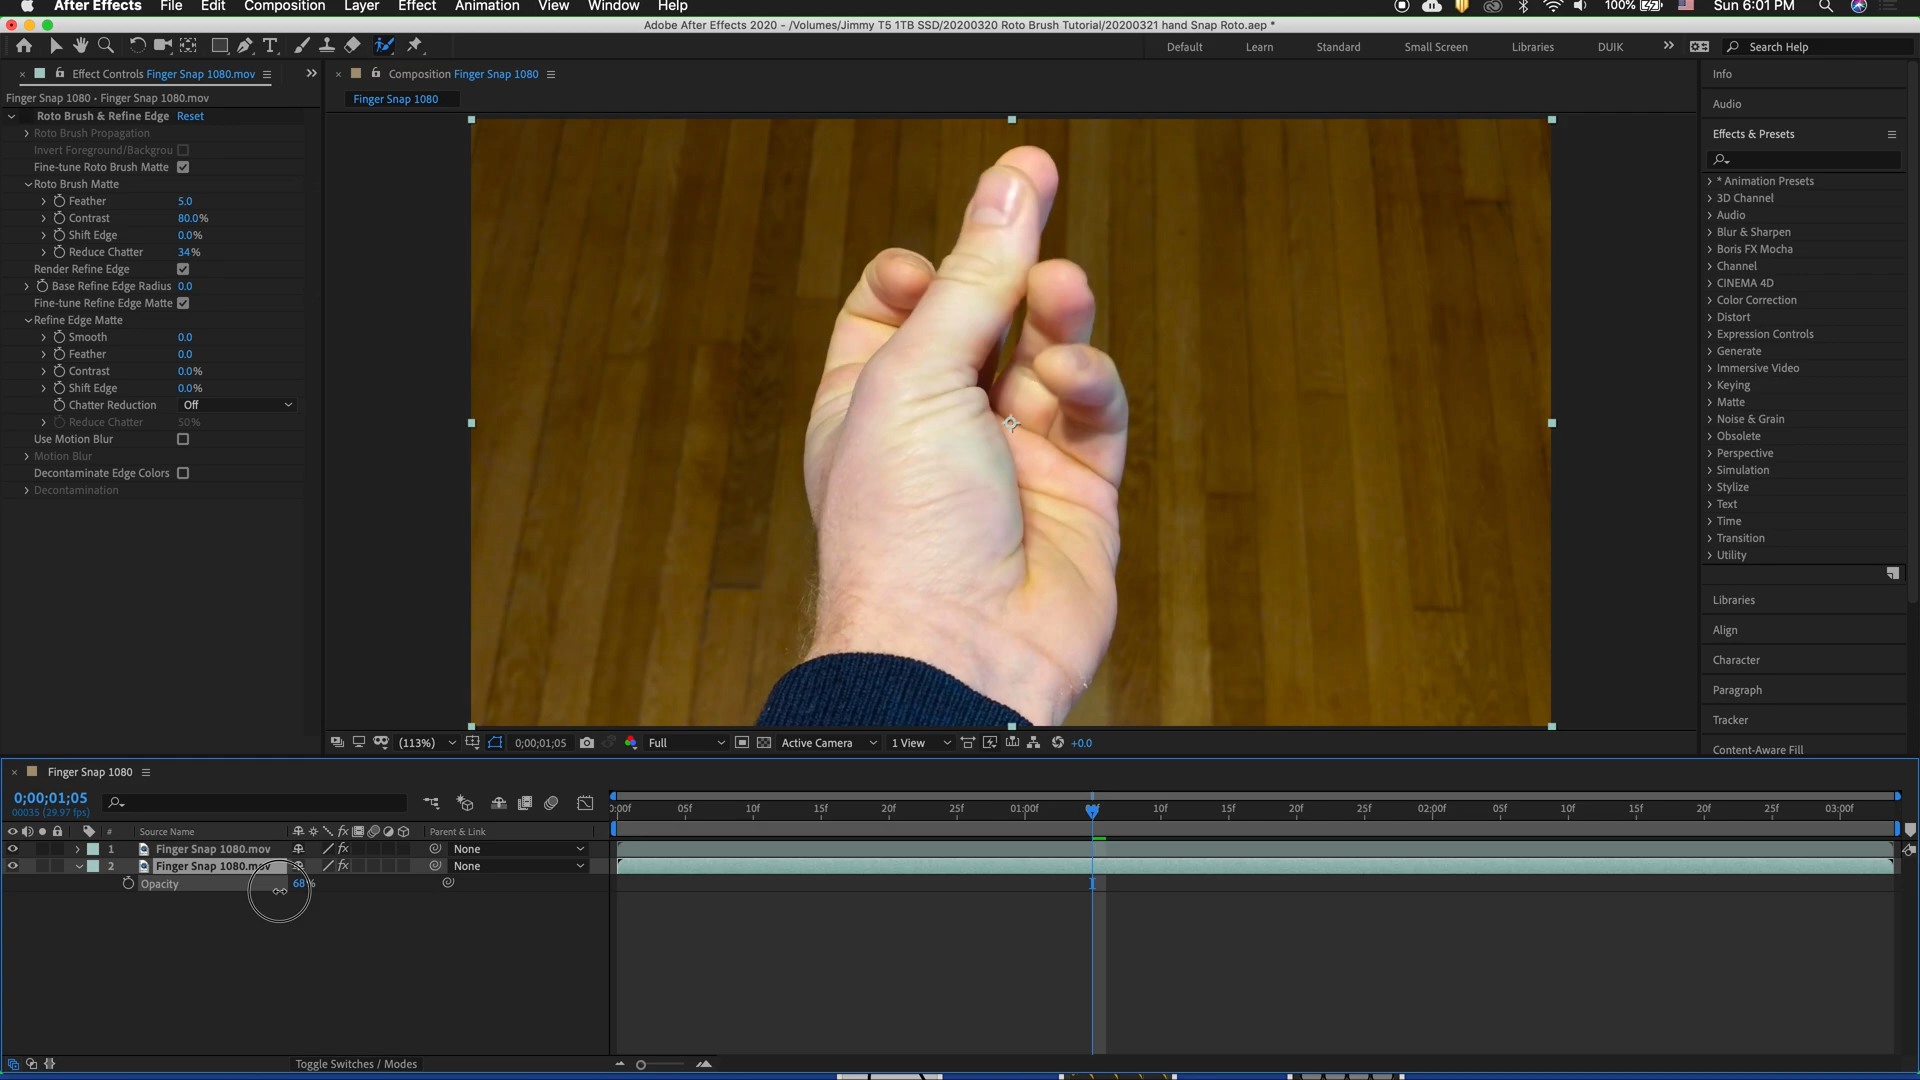 After Effects File Edit Composition Layer Effect Animation View Window Help 100% Sun 6:01 PM
Adobe After Effects 2020 - /Volumes/Jimmy T5 1TB SSD/20200320 Roto Brush Tutorial/20200321 hand Snap Roto.aep *
Default Learn Standard Small Screen Libraries DUIK Search Help
Effect Controls Finger Snap 1080.mov
Composition Finger Snap 1080
Finger Snap 1080 • Finger Snap 1080.mov
Finger Snap 1080
Roto Brush & Refine Edge Reset
Roto Brush Propagation
Invert Foreground/Backgrou
Fine-tune Roto Brush Matte
Roto Brush Matte
Feather 5.0
Contrast 80.0%
Shift Edge 0.0%
Reduce Chatter 34%
Render Refine Edge
Base Refine Edge Radius 0.0
Fine-tune Refine Edge Matte
Refine Edge Matte
Smooth 0.0
Feather 0.0
Contrast 0.0%
Shift Edge 0.0%
Chatter Reduction Off
Reduce Chatter 50%
Use Motion Blur
Motion Blur
Decontaminate Edge Colors
Decontamination
Info
Audio
Effects & Presets
* Animation Presets
3D Channel
Audio
Blur & Sharpen
Boris FX Mocha
Channel
CINEMA 4D
Color Correction
Distort
Expression Controls
Generate
Immersive Video
Keying
Matte
Noise & Grain
Obsolete
Perspective
Simulation
Stylize
Text
Time
Transition
Utility
Libraries
Align
Character
Paragraph
Tracker
Content-Aware Fill
(113%) 0;00;01;05 Full Active Camera 1 View +0.0
Finger Snap 1080
0;00;01;05
00035 (29.97 fps)
0:00f 05f 10f 15f 20f 25f 01:00f 10f 15f 20f 25f 02:00f 05f 10f 15f 20f 25f 03:00f
# Source Name fx Parent & Link
1 Finger Snap 1080.mov fx None
2 Finger Snap 1080.mov fx None
Opacity 68%
Toggle Switches / Modes